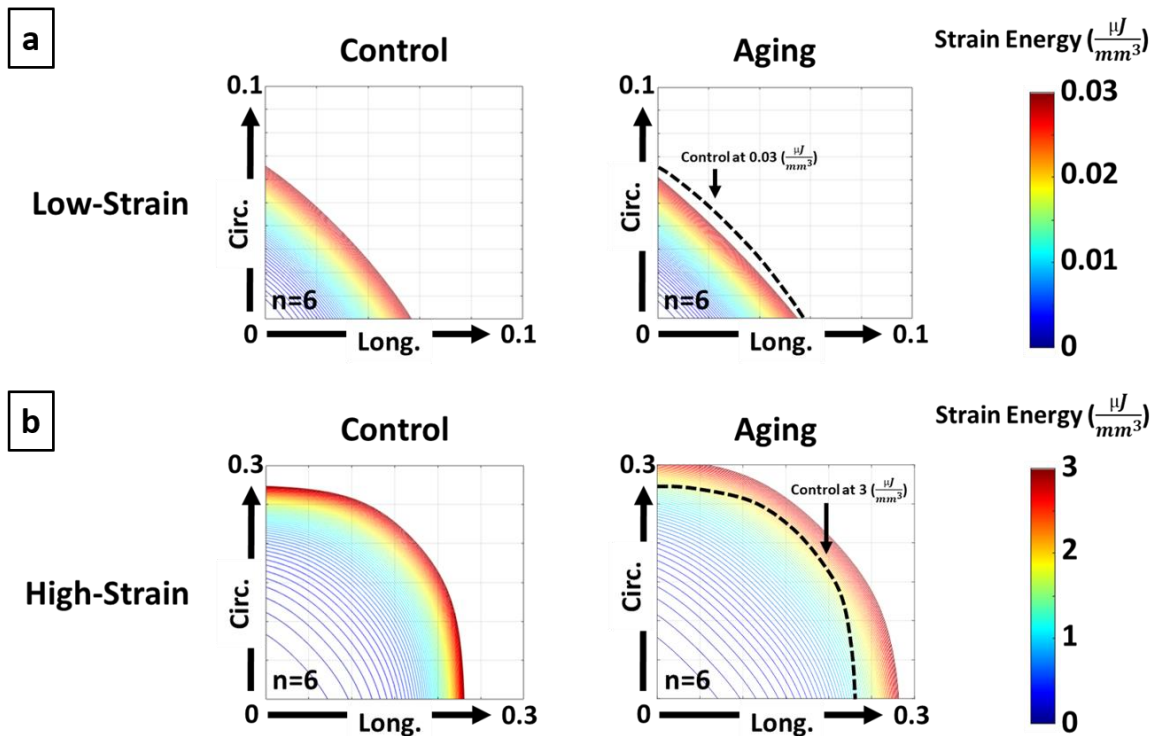 a
Control
Aging
Strain Energy (μJ/mm³)
Low-Strain
0.1
Circ.
n=6
0
Long.
0.1
0.1
Control at 0.03 (μJ/mm³)
Circ.
n=6
0
Long.
0.1
0.03
0.02
0.01
0
b
Control
Aging
Strain Energy (μJ/mm³)
High-Strain
Circ.
n=6
0
Long.
0.3
0.3
Control at 3 (μJ/mm³)
Circ.
n=6
0
Long.
0.3
0.3
3
2
1
0